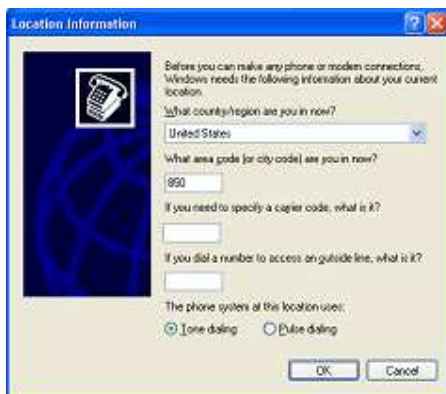 Location Information
Before you can make any phone or modem connections,
Windows needs the following information about your current
location.
What country/region are you in now?
United States
What area code (or city code) are you in now?
850
If you need to specify a carrier code, what is it?
If you dial a number to access an outside line, what is it?
The phone system at this location uses:
Tone dialing Pulse dialing
OK Cancel